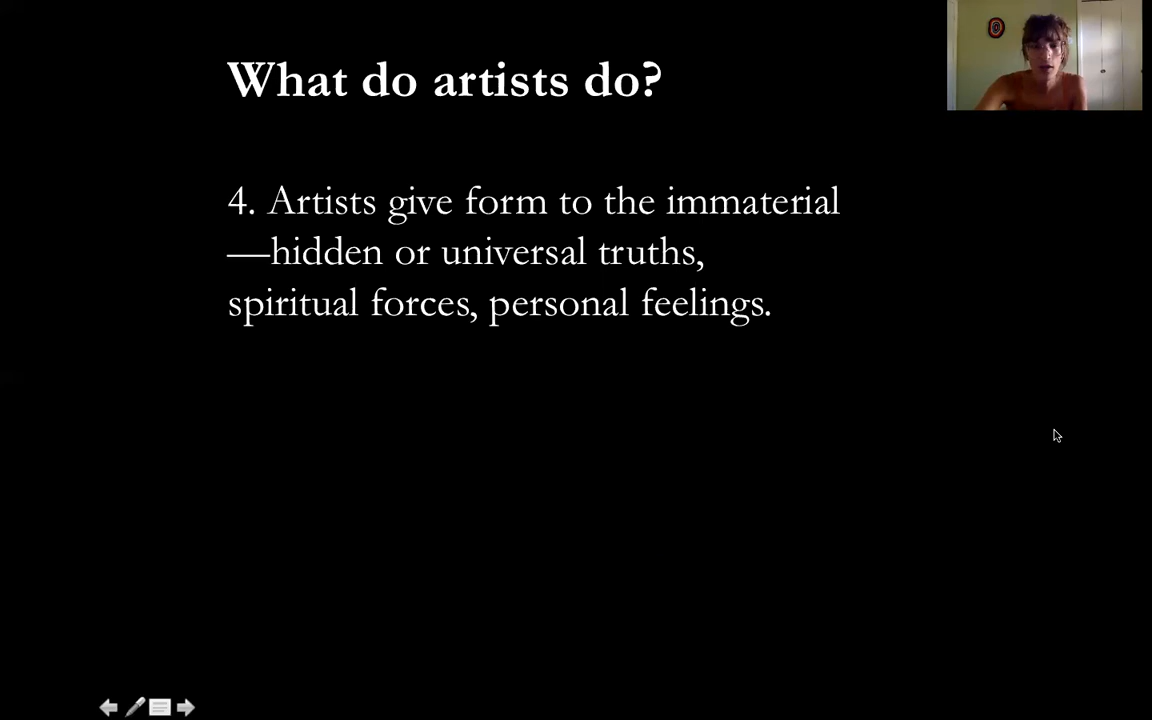 What do artists do?
4. Artists give form to the immaterial
—hidden or universal truths,
spiritual forces, personal feelings.